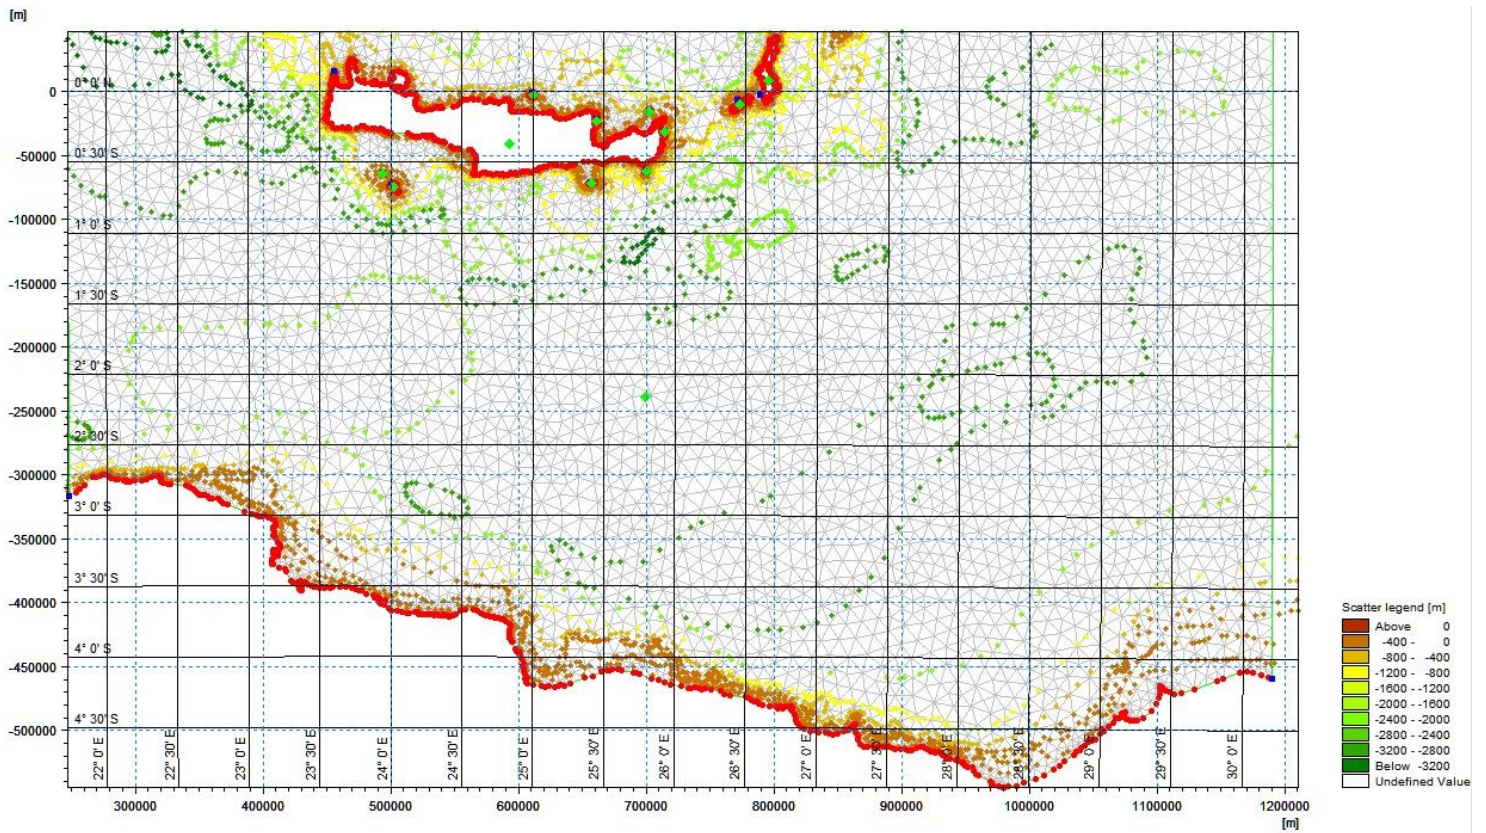 [m]
0
-50000
-100000
-150000
-200000
-250000
-300000
-350000
-400000
-450000
-500000
0° 0' N
0° 30' S
1° 0' S
1° 30' S
2° 0' S
2° 30' S
3° 0' S
3° 30' S
4° 0' S
4° 30' S
22° 0' E
22° 30' E
23° 0' E
23° 30' E
24° 0' E
24° 30' E
25° 0' E
25° 30' E
26° 0' E
26° 30' E
27° 0' E
27° 30' E
28° 0' E
28° 30' E
29° 0' E
29° 30' E
30° 0' E
300000 400000 500000 600000 700000 800000 900000 1000000 1100000 1200000
[m]
Scatter legend [m]
Above 0
-400 - 0
-800 - -400
-1200 - -800
-1600 - -1200
-2000 - -1600
-2400 - -2000
-2800 - -2400
-3200 - -2800
Below -3200
Undefined Value